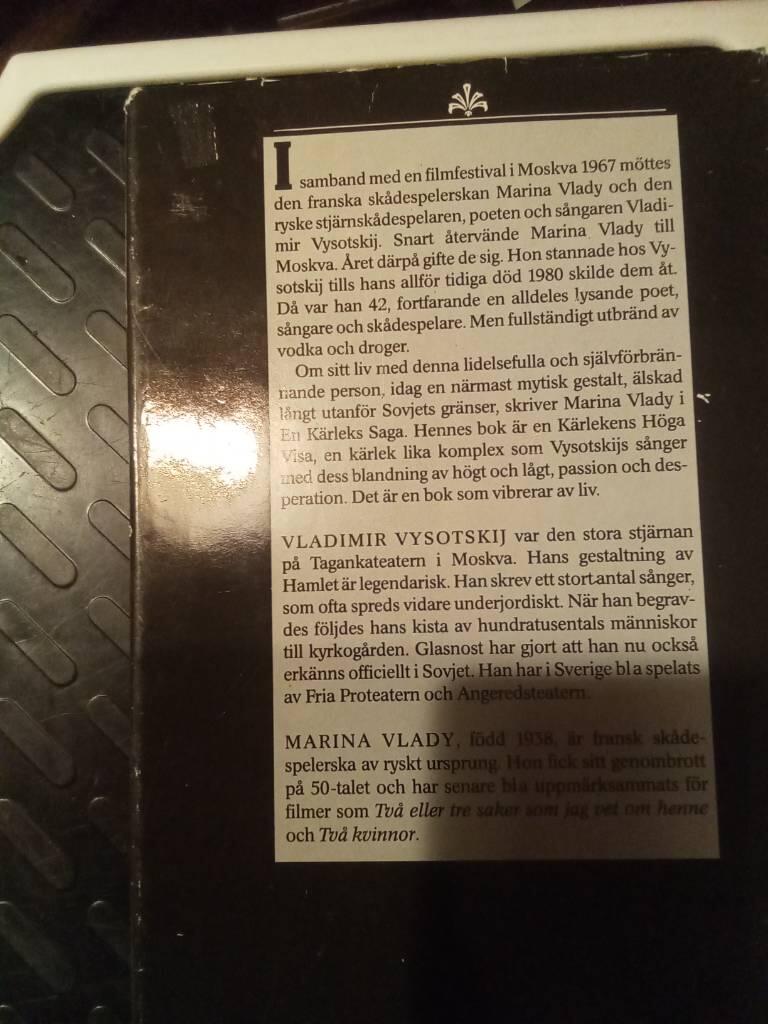 I samband med en filmfestival i Moskva 1967 möttes
den franska skådespelerskan Marina Vlady och den
ryske stjärnskådespelaren, poeten och sångaren Vladi-
mir Vysotskij. Snart återvände Marina Vlady till
Moskva. Året därpå gifte de sig. Hon stannade hos Vy-
sotskij tills hans allför tidiga död 1980 skilde dem åt.
Då var han 42, fortfarande en alldeles lysande poet,
sångare och skådespelare. Men fullständigt utbränd av
vodka och droger.
Om sitt liv med denna lidelsefulla och självförbrän-
nande person, idag en närmast mytisk gestalt, älskad
långt utanför Sovjets gränser, skriver Marina Vlady i
En Kärleks Saga. Hennes bok är en Kärlekens Höga
Visa, en kärlek lika komplex som Vysotskijs sånger
med dess blandning av högt och lågt, passion och des-
peration. Det är en bok som vibrerar av liv.
VLADIMIR VYSOTSKIJ var den stora stjärnan
på Tagankateatern i Moskva. Hans gestaltning av
Hamlet är legendarisk. Han skrev ett stort antal sånger,
som ofta spreds vidare underjordiskt. När han begrav-
des följdes hans kista av hundratusentals människor
till kyrkogården. Glasnost har gjort att han nu också
erkänns officiellt i Sovjet. Han har i Sverige bl a spelats
av Fria Proteatern och Angeredsteatern.
MARINA VLADY, född 1938, är fransk skåde-
spelerska av ryskt ursprung. Hon fick sitt genombrott
på 50-talet och har senare bl a uppmärksammats för
filmer som Två eller tre saker som jag vet om henne
och Två kvinnor.